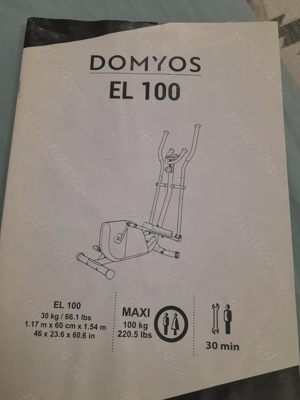 DOMYOS
EL 100
EL 100
30 kg / 66.1 lbs
1.17 m x 60 cm x 1.54 m
46 x 23.6 x 60.6 in
MAXI
100 kg
220.5 lbs
30 min